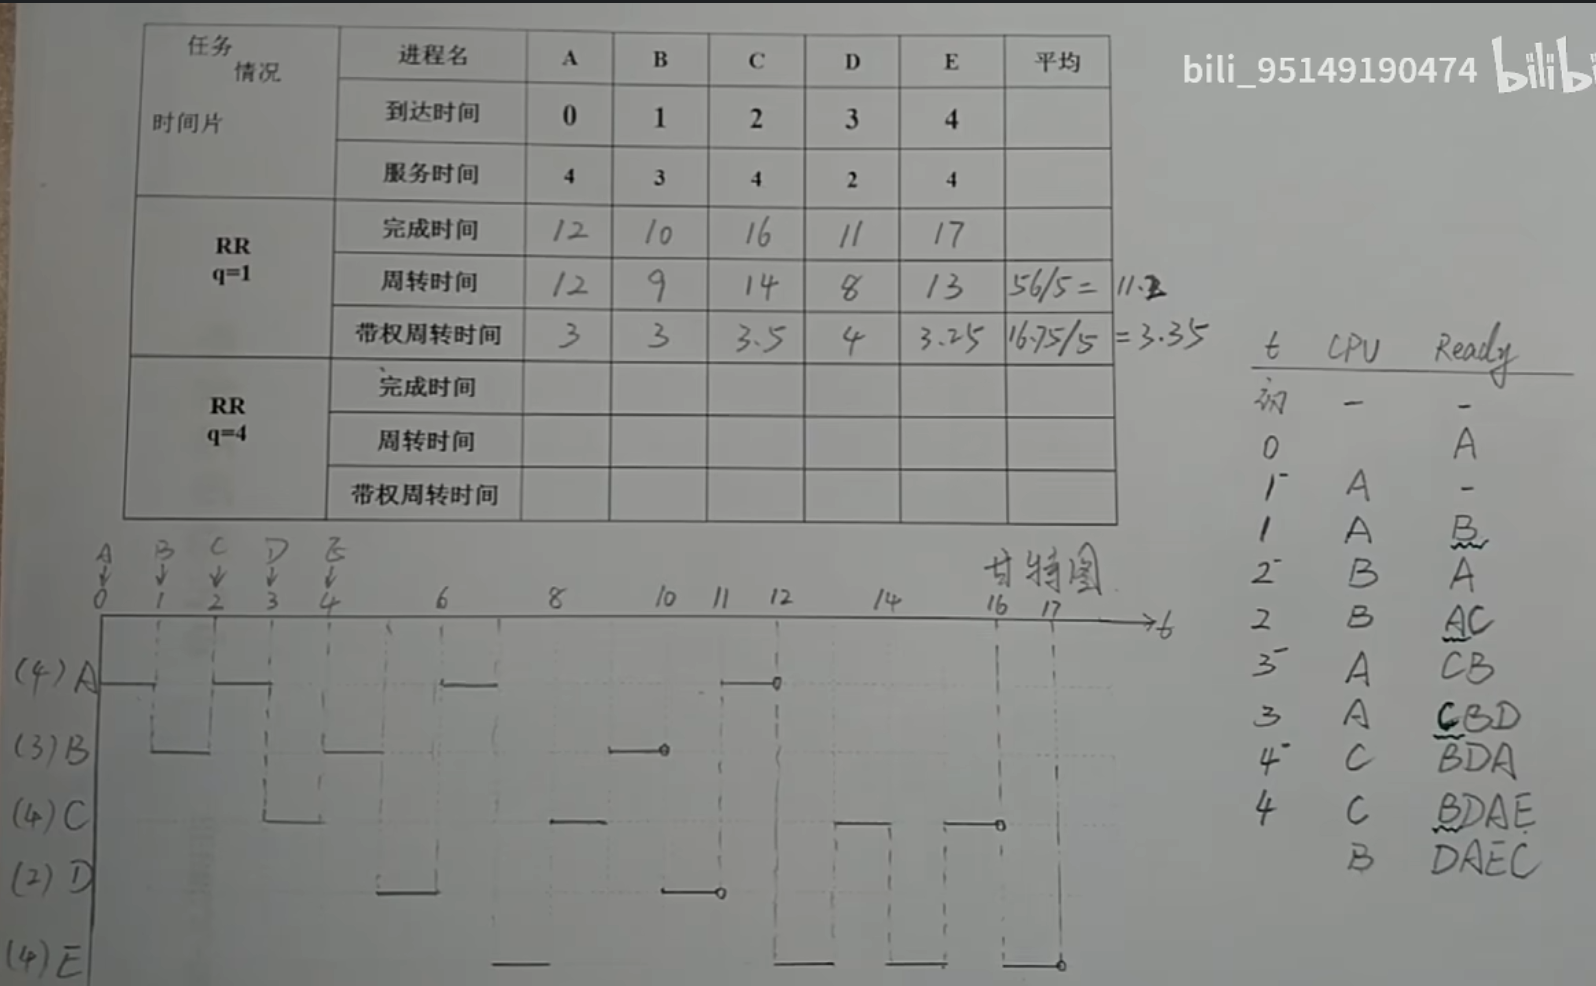 bili_95149190474 bilibi
任务 情况 时间片 进程名 A B C D E 平均
到达时间 0 1 2 3 4
服务时间 4 3 4 2 4
RR q=1 完成时间 12 10 16 11 17
周转时间 12 9 14 8 13 56/5= 11.2
带权周转时间 3 3 3.5 4 3.25 16.75/5 =3.35
RR q=4 完成时间
周转时间
带权周转时间
t CPU Ready
初 - -
0 A
1⁻ A -
1 A B
2⁻ B A
2 B AC
3⁻ A CB
3 A CBD
4⁻ C BDA
4 C BDAE
B DAEC
A B C D E
甘特图
0 1 2 3 4 6 8 10 11 12 14 16 17 t
(4) A
(3) B
(4) C
(2) D
(4) E